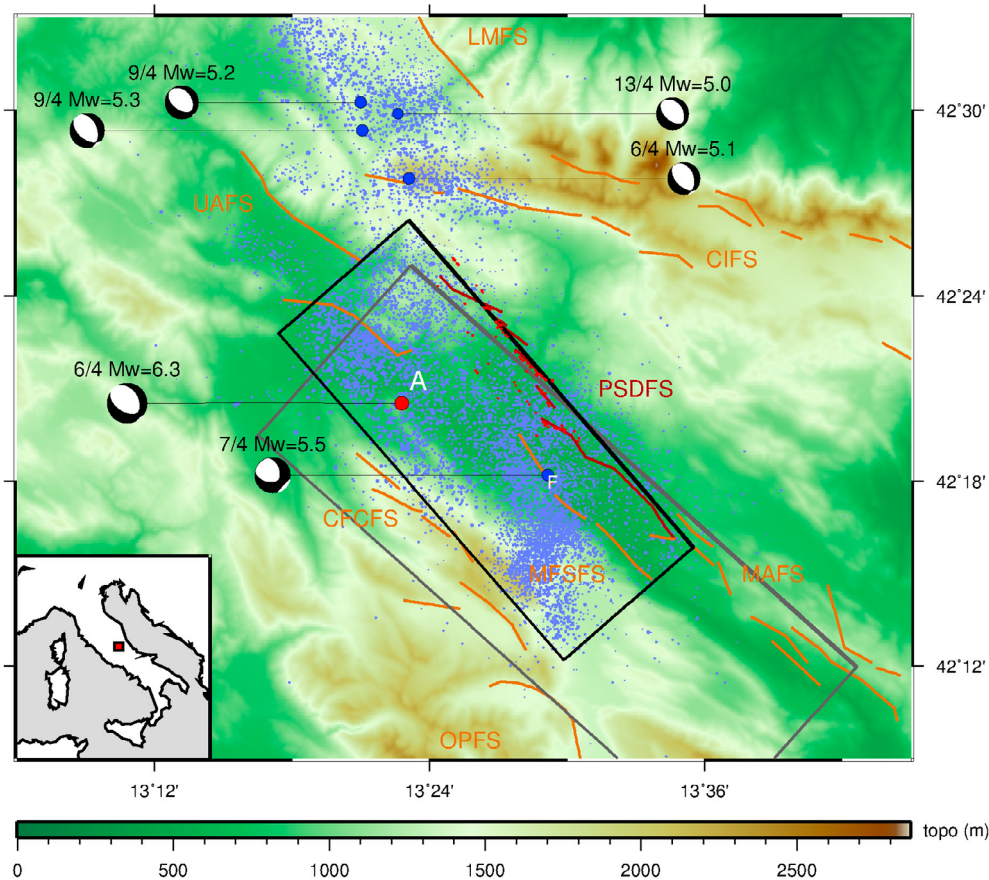 LMFS
9/4 Mw=5.2
13/4 Mw=5.0
9/4 Mw=5.3
42°30'
6/4 Mw=5.1
UAFS
CIFS
42°24'
6/4 Mw=6.3
A
PSDFS
7/4 Mw=5.5
F
42°18'
CFCFS
MFSFS
MAFS
42°12'
OPFS
13°12'
13°24'
13°36'
topo (m)
0 500 1000 1500 2000 2500